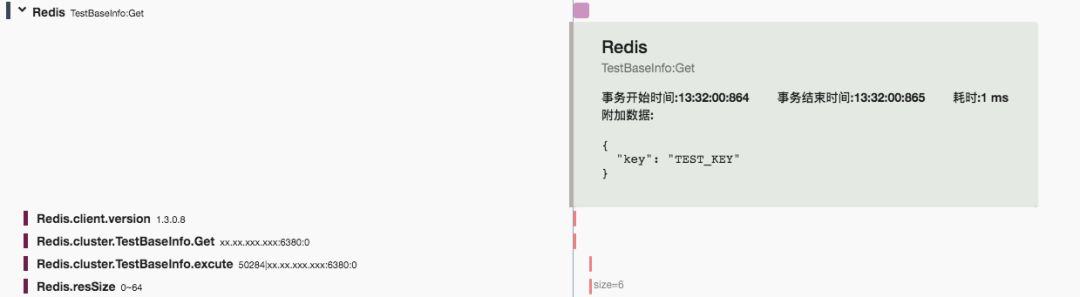 Redis TestBaseInfo:Get
Redis
TestBaseInfo:Get
事务开始时间:13:32:00:864 事务结束时间:13:32:00:865 耗时:1 ms
附加数据:
{
"key": "TEST_KEY"
}
Redis.client.version 1.3.0.8
Redis.cluster.TestBaseInfo.Get xx.xx.xxx.xxx:6380:0
Redis.cluster.TestBaseInfo.excute 50284|xx.xx.xxx.xxx:6380:0
Redis.resSize 0~64 size=6